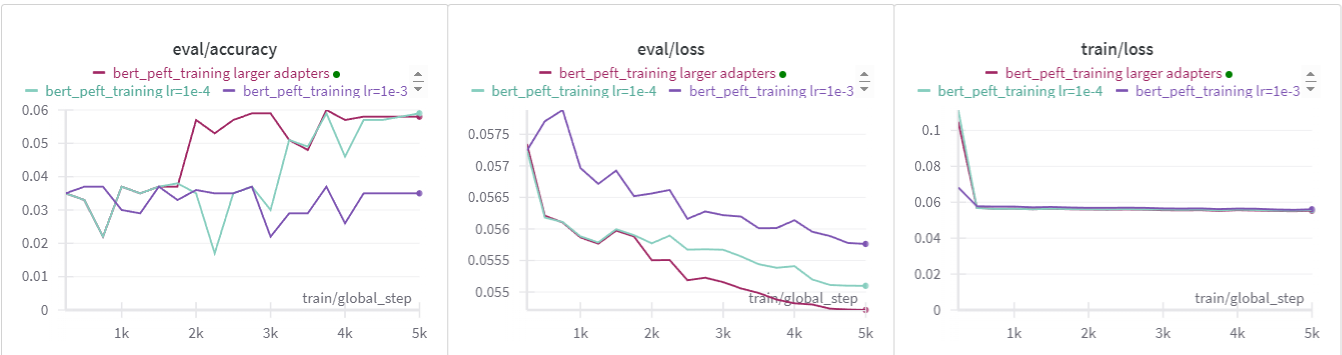 eval/accuracy
bert_peft_training larger adapters
bert_peft_training lr=1e-4 bert_peft_training lr=1e-3
0.06
0.05
0.04
0.03
0.02
0.01
0
train/global_step
1k 2k 3k 4k 5k
eval/loss
bert_peft_training larger adapters
bert_peft_training lr=1e-4 bert_peft_training lr=1e-3
0.0575
0.057
0.0565
0.056
0.0555
0.055
train/global_step
1k 2k 3k 4k 5k
train/loss
bert_peft_training larger adapters
bert_peft_training lr=1e-4 bert_peft_training lr=1e-3
0.1
0.08
0.06
0.04
0.02
0
train/global_step
1k 2k 3k 4k 5k